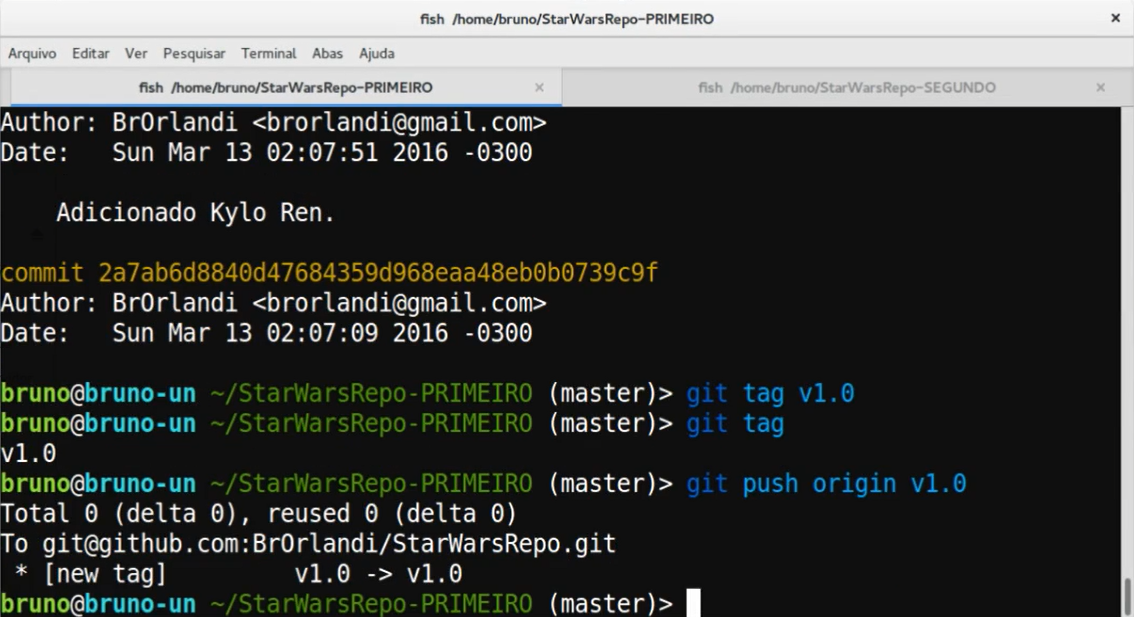 fish /home/bruno/StarWarsRepo-PRIMEIRO
Arquivo Editar Ver Pesquisar Terminal Abas Ajuda
fish /home/bruno/StarWarsRepo-PRIMEIRO
fish /home/bruno/StarWarsRepo-SEGUNDO
Author: BrOrlandi <brorlandi@gmail.com>
Date:   Sun Mar 13 02:07:51 2016 -0300
    Adicionado Kylo Ren.
commit 2a7ab6d8840d47684359d968eaa48eb0b0739c9f
Author: BrOrlandi <brorlandi@gmail.com>
Date:   Sun Mar 13 02:07:09 2016 -0300
bruno@bruno-un ~/StarWarsRepo-PRIMEIRO (master)> git tag v1.0
bruno@bruno-un ~/StarWarsRepo-PRIMEIRO (master)> git tag
v1.0
bruno@bruno-un ~/StarWarsRepo-PRIMEIRO (master)> git push origin v1.0
Total 0 (delta 0), reused 0 (delta 0)
To git@github.com:BrOrlandi/StarWarsRepo.git
 * [new tag]         v1.0 -> v1.0
bruno@bruno-un ~/StarWarsRepo-PRIMEIRO (master)>